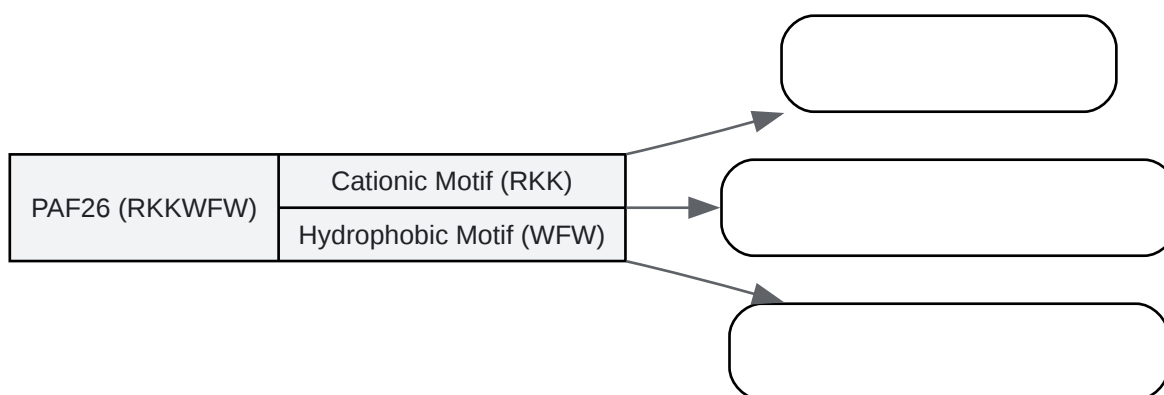 PAF26 (RKKWFW)
Cationic Motif (RKK)
Hydrophobic Motif (WFW)